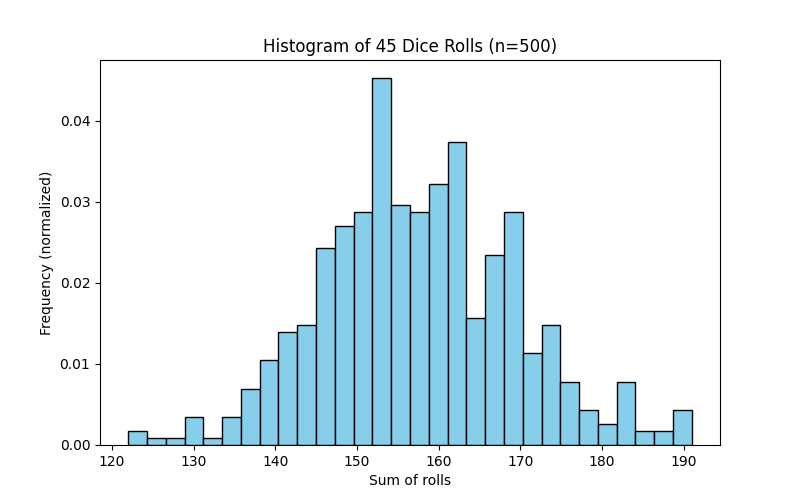 Histogram of 45 Dice Rolls (n=500)
Frequency (normalized)
0.04
0.03
0.02
0.01
0.00
120 130 140 150 160 170 180 190
Sum of rolls